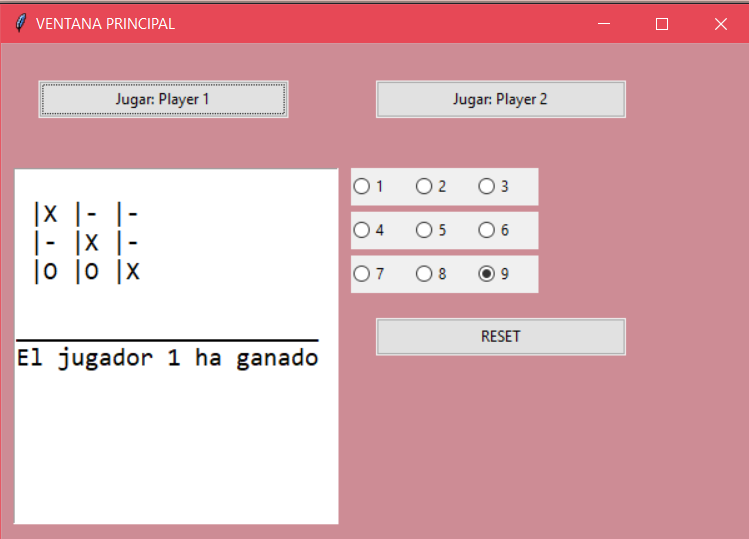 VENTANA PRINCIPAL
Jugar: Player 1
Jugar: Player 2
|X |- |-
|- |X |-
|O |O |X
____________________
El jugador 1 ha ganado
1 2 3
4 5 6
7 8 9
RESET